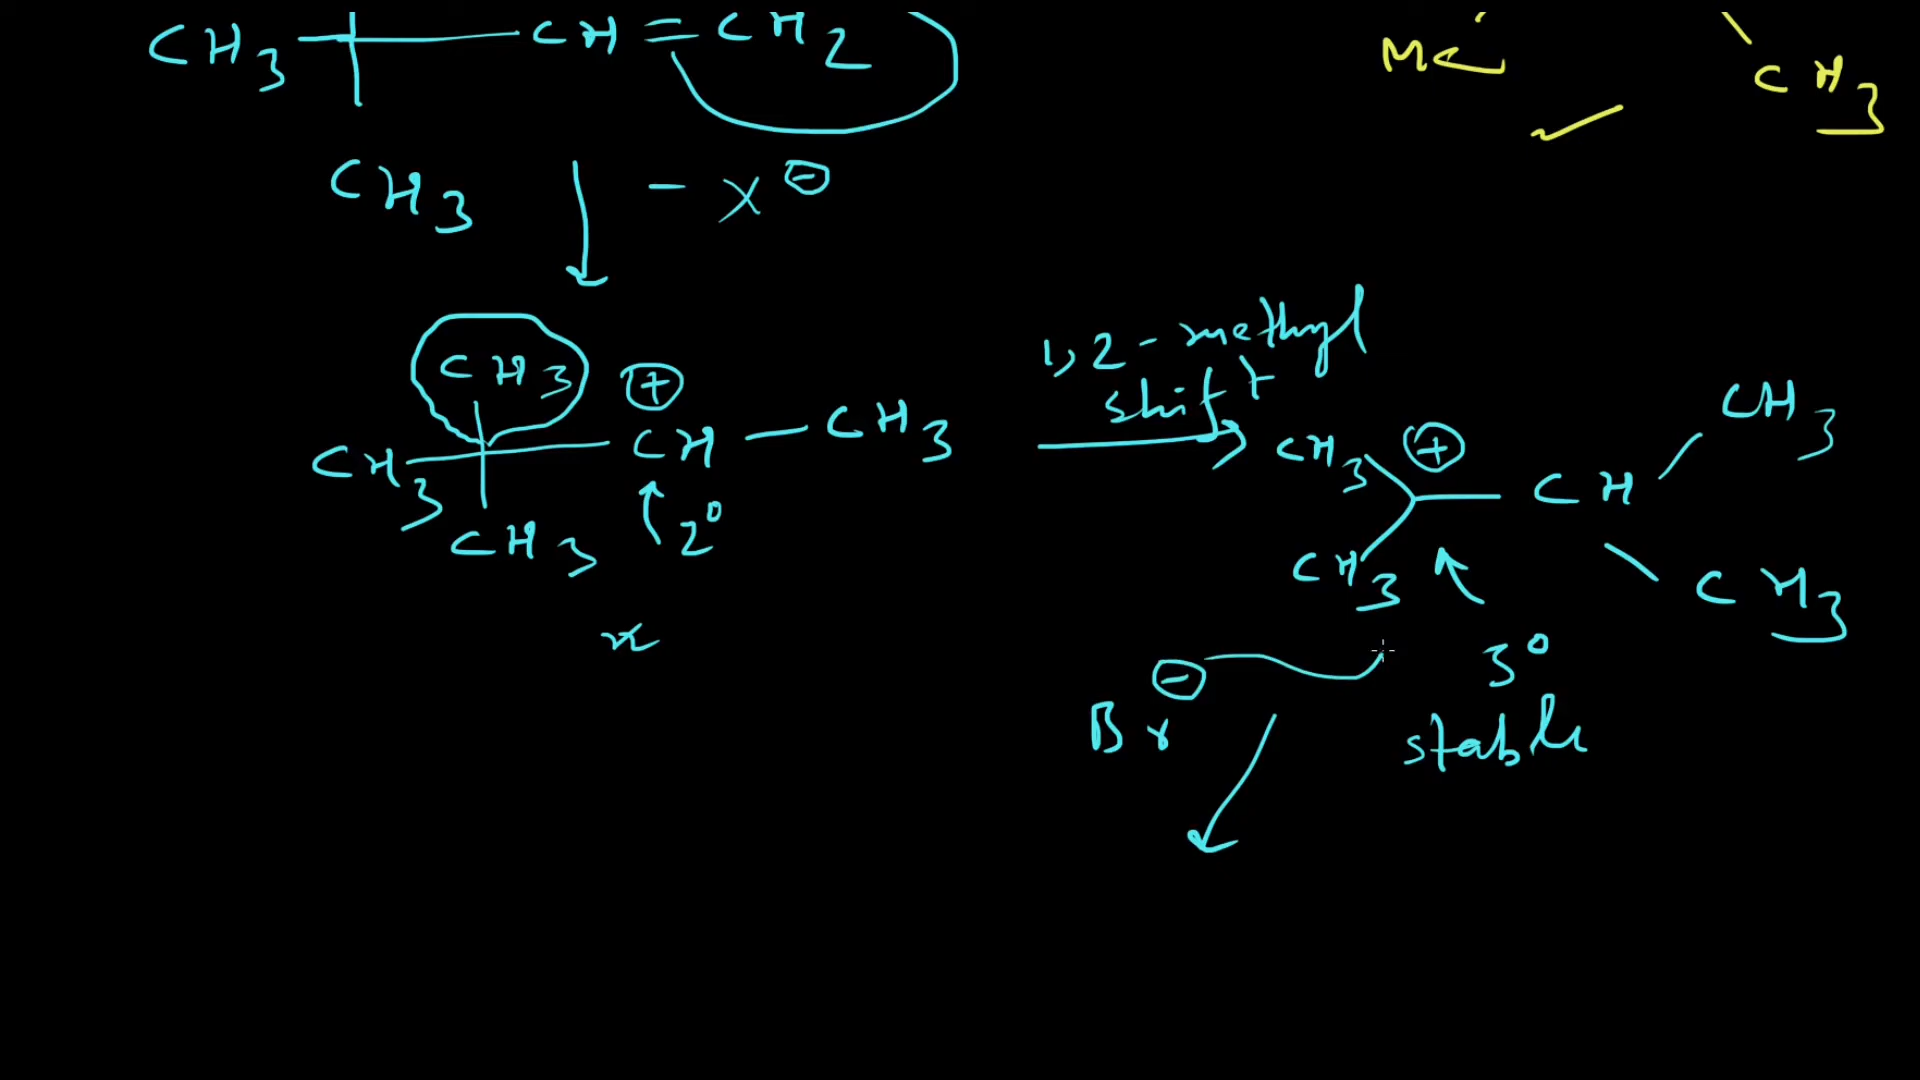 CH3 CH = CH2
CH3 - X⊖
Me CH3
CH3 ⊕
CH3 CH - CH3
CH3 2°
1,2 - methyl
shift
CH3 ⊕ CH CH3
CH3 CH3
⊖
Br
3°
stable